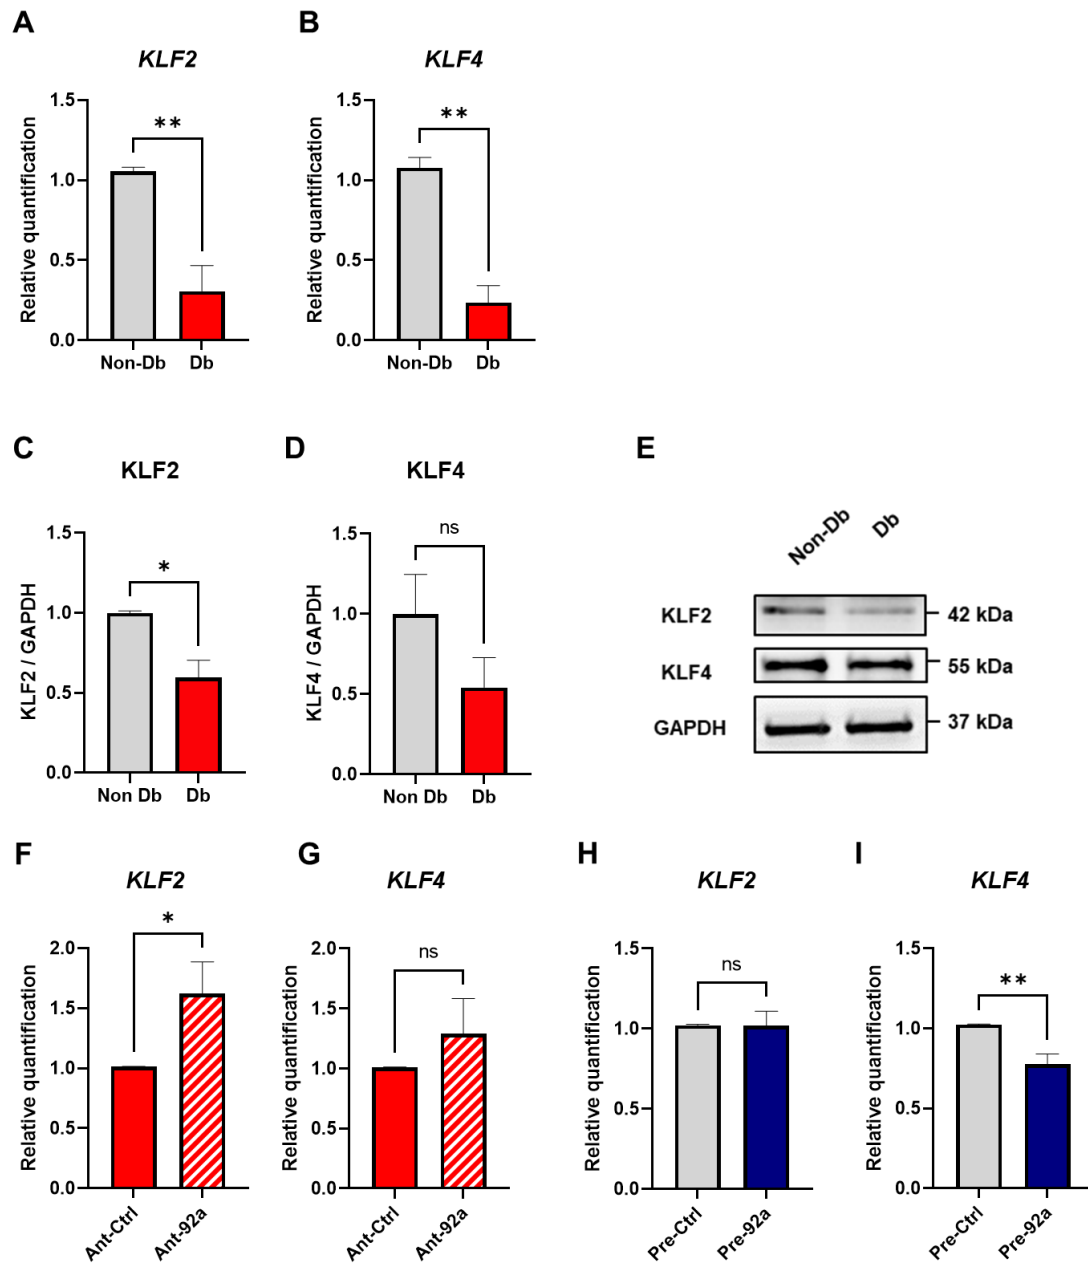 A
B
KLF2
KLF4
Relative quantification
1.5
1.0
0.5
0.0
**
Non-Db Db
Relative quantification
1.5
1.0
0.5
0.0
**
Non-Db Db
C
D
E
KLF2
KLF4
KLF2 / GAPDH
1.5
1.0
0.5
0.0
*
Non Db Db
KLF4 / GAPDH
1.5
1.0
0.5
0.0
ns
Non Db Db
Non-Db Db
KLF2 42 kDa
KLF4 55 kDa
GAPDH 37 kDa
F
G
H
I
KLF2
KLF4
KLF2
KLF4
Relative quantification
2.0
1.5
1.0
0.5
0.0
*
Ant-Ctrl Ant-92a
Relative quantification
2.0
1.5
1.0
0.5
0.0
ns
Ant-Ctrl Ant-92a
Relative quantification
1.5
1.0
0.5
0.0
ns
Pre-Ctrl Pre-92a
Relative quantification
1.5
1.0
0.5
0.0
**
Pre-Ctrl Pre-92a